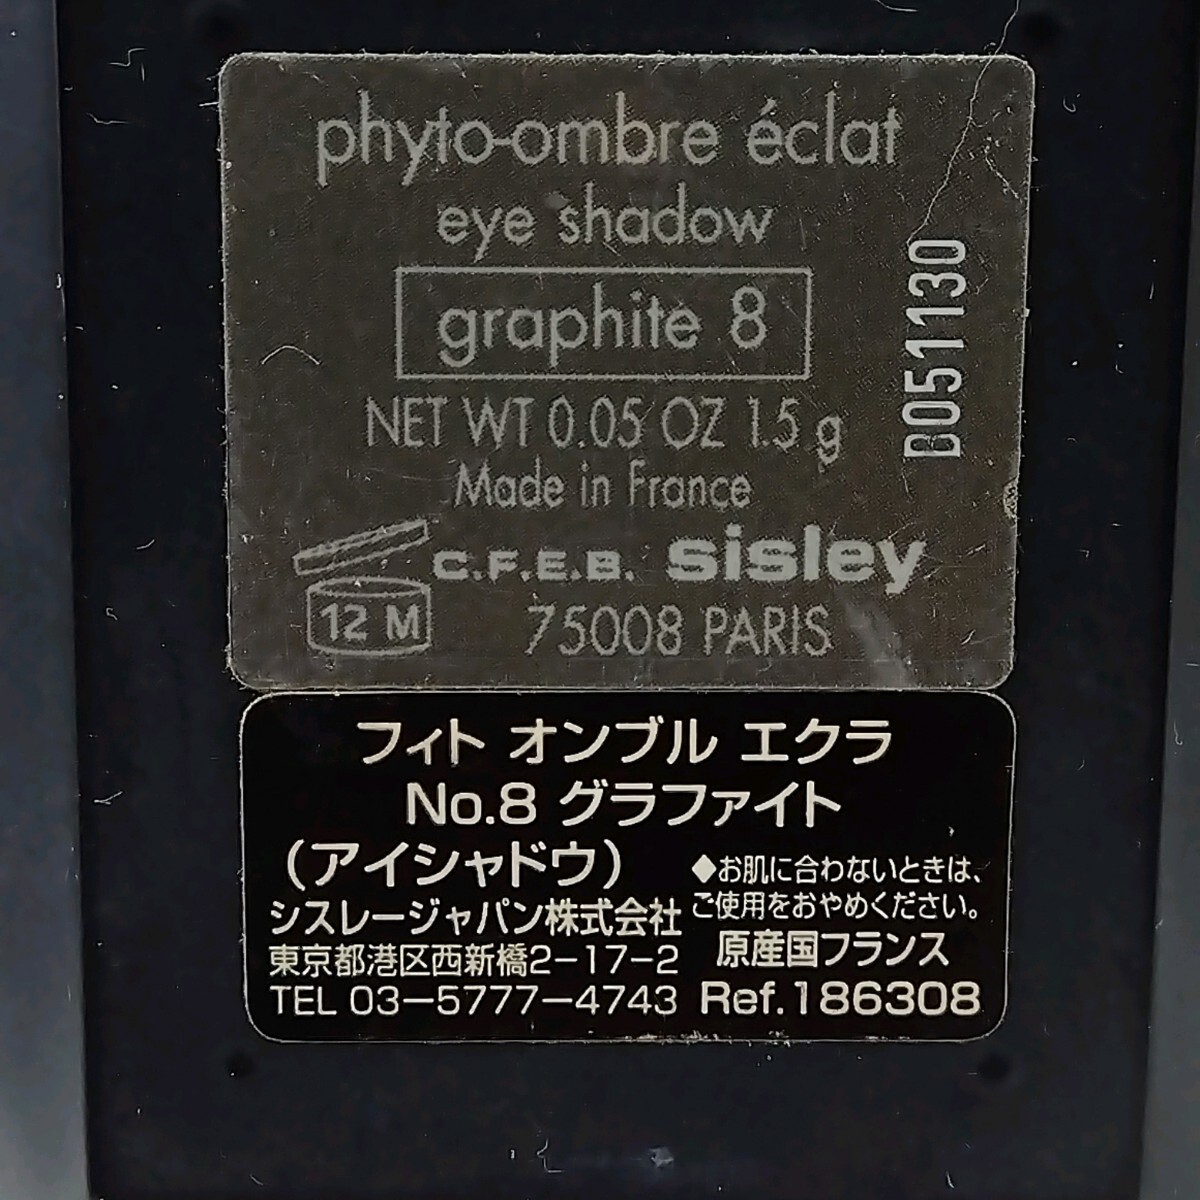 phyto-ombre éclat
eye shadow
graphite 8
NET WT 0.05 OZ 1.5 g
Made in France
C.F.E.B. sisley
12 M
75008 PARIS
B051130
フィト オンブル エクラ
No.8 グラファイト
(アイシャドウ)
◆お肌に合わないときは、
ご使用をおやめください。
シスレージャパン株式会社
東京都港区西新橋2-17-2
原産国フランス
TEL 03-5777-4743
Ref.186308